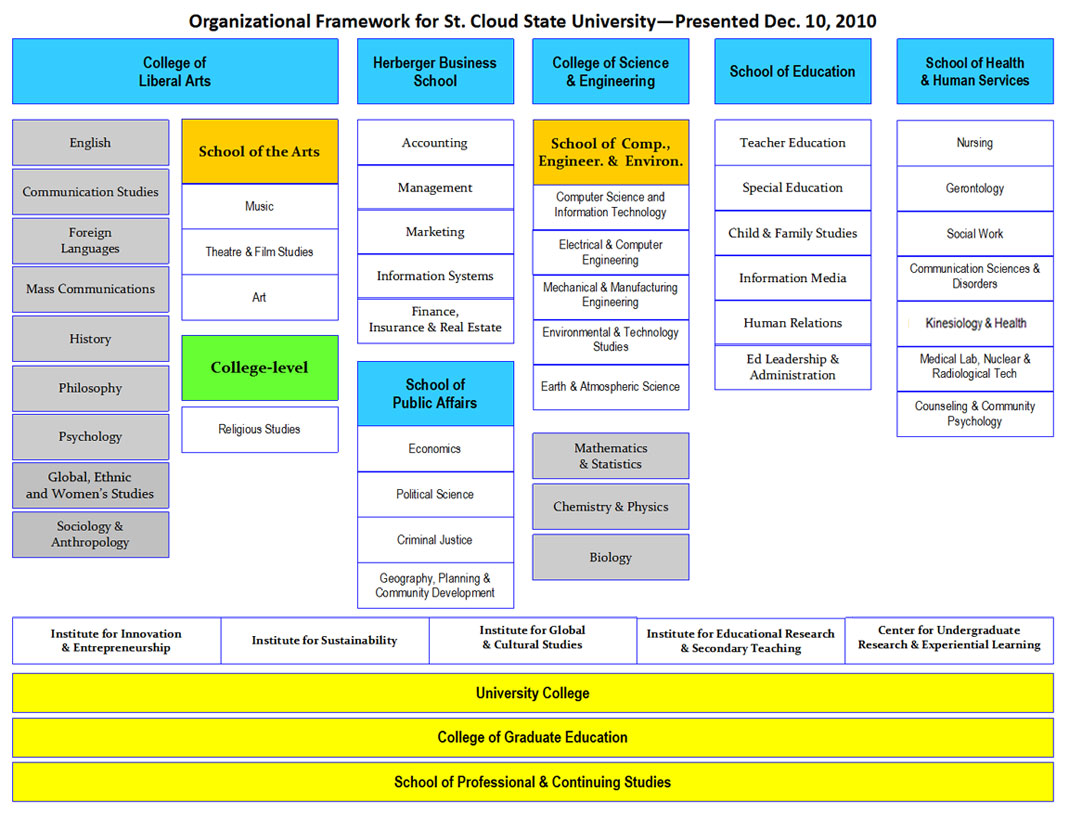 Organizational Framework for St. Cloud State University—Presented Dec. 10, 2010
College of
Liberal Arts
English
Communication Studies
Foreign
Languages
Mass Communications
History
Philosophy
Psychology
Global, Ethnic
and Women's Studies
Sociology &
Anthropology
School of the Arts
Music
Theatre & Film Studies
Art
College-level
Religious Studies
Herberger Business
School
Accounting
Management
Marketing
Information Systems
Finance,
Insurance & Real Estate
School of
Public Affairs
Economics
Political Science
Criminal Justice
Geography, Planning &
Community Development
College of Science
& Engineering
School of Comp.,
Engineer. & Environ.
Computer Science and
Information Technology
Electrical & Computer
Engineering
Mechanical & Manufacturing
Engineering
Environmental & Technology
Studies
Earth & Atmospheric Science
Mathematics
& Statistics
Chemistry & Physics
Biology
School of Education
Teacher Education
Special Education
Child & Family Studies
Information Media
Human Relations
Ed Leadership &
Administration
School of Health
& Human Services
Nursing
Gerontology
Social Work
Communication Sciences &
Disorders
Kinesiology & Health
Medical Lab, Nuclear &
Radiological Tech
Counseling & Community
Psychology
Institute for Innovation
& Entrepreneurship
Institute for Sustainability
Institute for Global
& Cultural Studies
Institute for Educational Research
& Secondary Teaching
Center for Undergraduate
Research & Experiential Learning
University College
College of Graduate Education
School of Professional & Continuing Studies